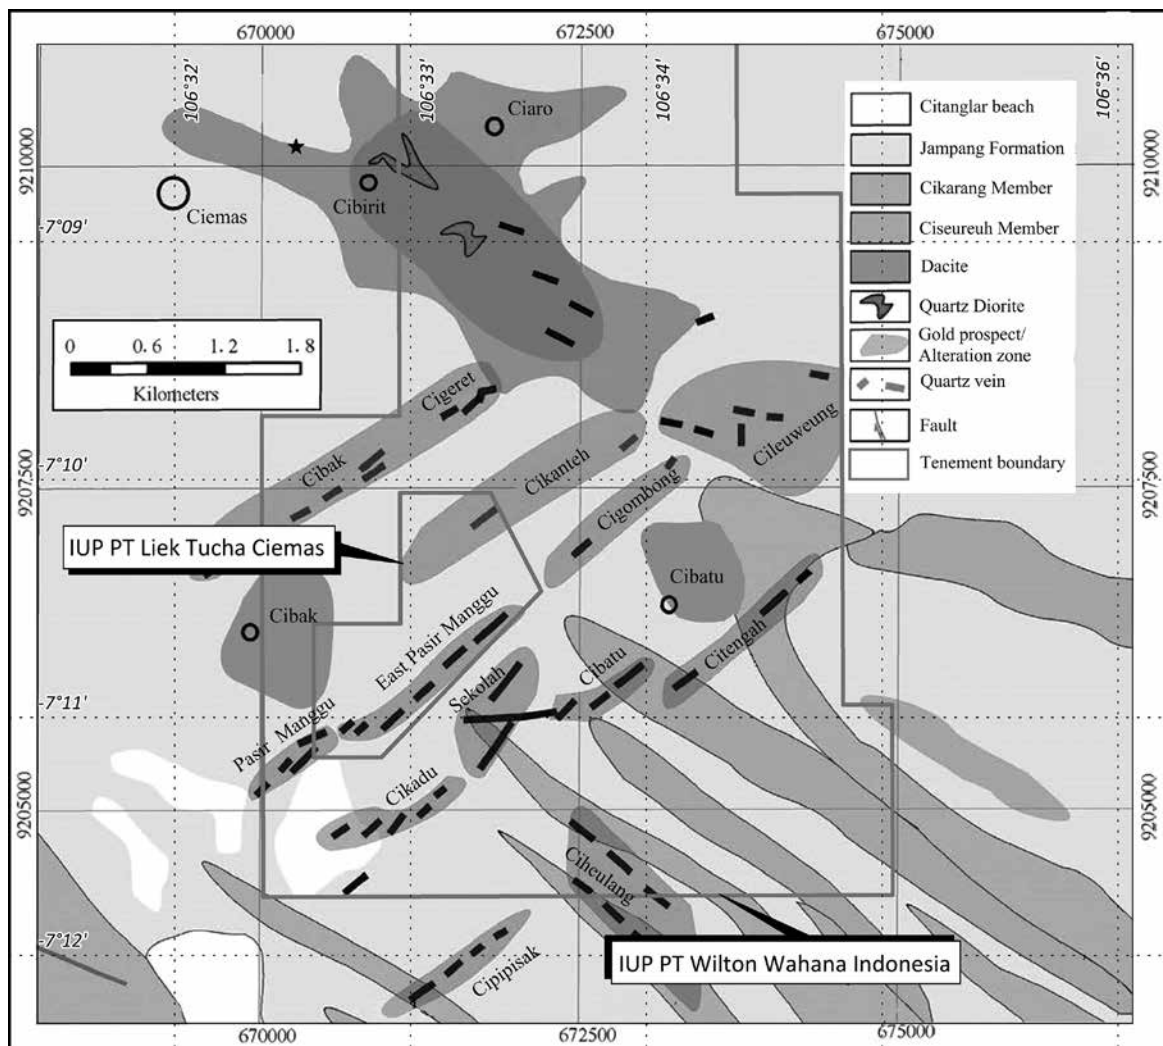 670000
672500
675000
106°32'
106°33'
106°34'
106°36'
Ciaro
Citanglar beach
Jampang Formation
Cikarang Member
Ciseureuh Member
Dacite
Quartz Diorite
Gold prospect/
Alteration zone
Quartz vein
Fault
Tenement boundary
9210000
9210000
Ciemas
Cibirit
-7°09'
0 0.6 1.2 1.8
Kilometers
Cigeret
Cibak
Cikanteh
Cileuweung
Cigombong
-7°10'
9207500
9207500
IUP PT Liek Tucha Ciemas
Cibak
Cibatu
East Pasir Manggu
Citengah
Cibatu
Sekolah
-7°11'
Pasir Manggu
Cikadu
9205000
9205000
Ciheulang
-7°12'
Cipipisak
IUP PT Wilton Wahana Indonesia
670000
672500
675000